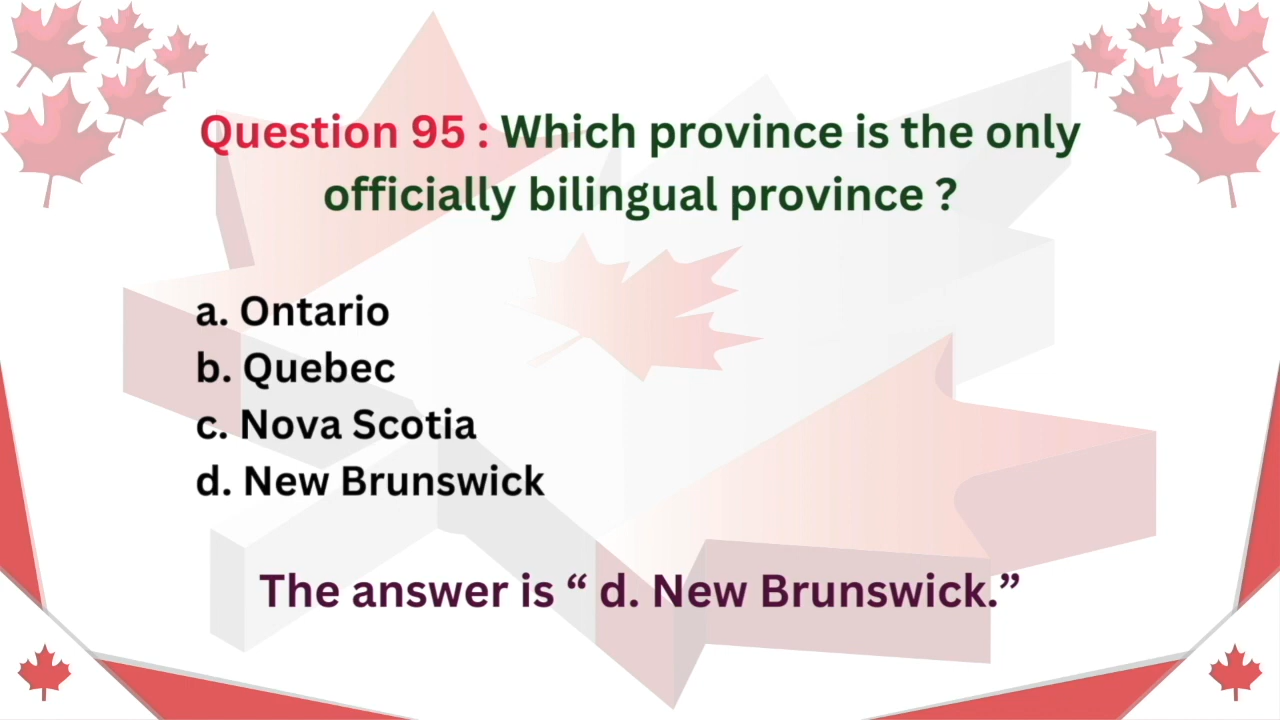 Question 95 : Which province is the only
officially bilingual province ?
a. Ontario
b. Quebec
c. Nova Scotia
d. New Brunswick
The answer is “ d. New Brunswick.”